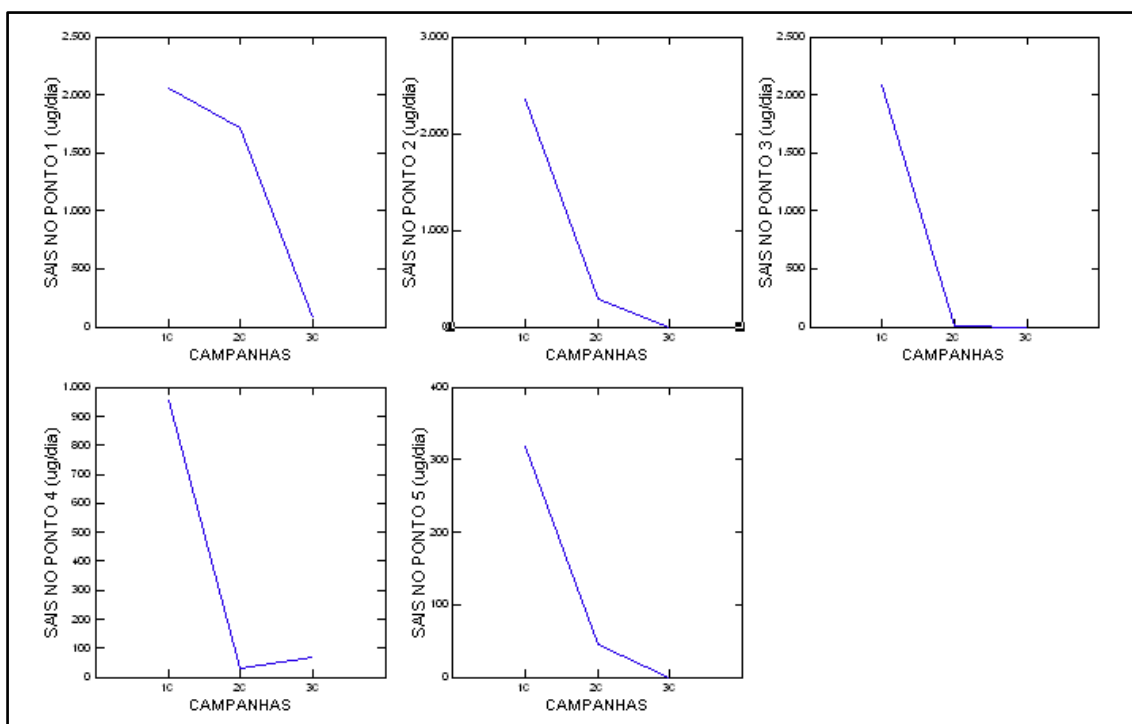 SAIS NO PONTO 1 (ug/dia)
2.500
2.000
1.500
1.000
500
0
10 20 30
CAMPANHAS
SAIS NO PONTO 2 (ug/dia)
3.000
2.000
1.000
0
10 20 30
CAMPANHAS
SAIS NO PONTO 3 (ug/dia)
2.500
2.000
1.500
1.000
500
0
10 20 30
CAMPANHAS
SAIS NO PONTO 4 (ug/dia)
1.000
900
800
700
600
500
400
300
200
100
0
10 20 30
CAMPANHAS
SAIS NO PONTO 5 (ug/dia)
400
300
200
100
0
10 20 30
CAMPANHAS